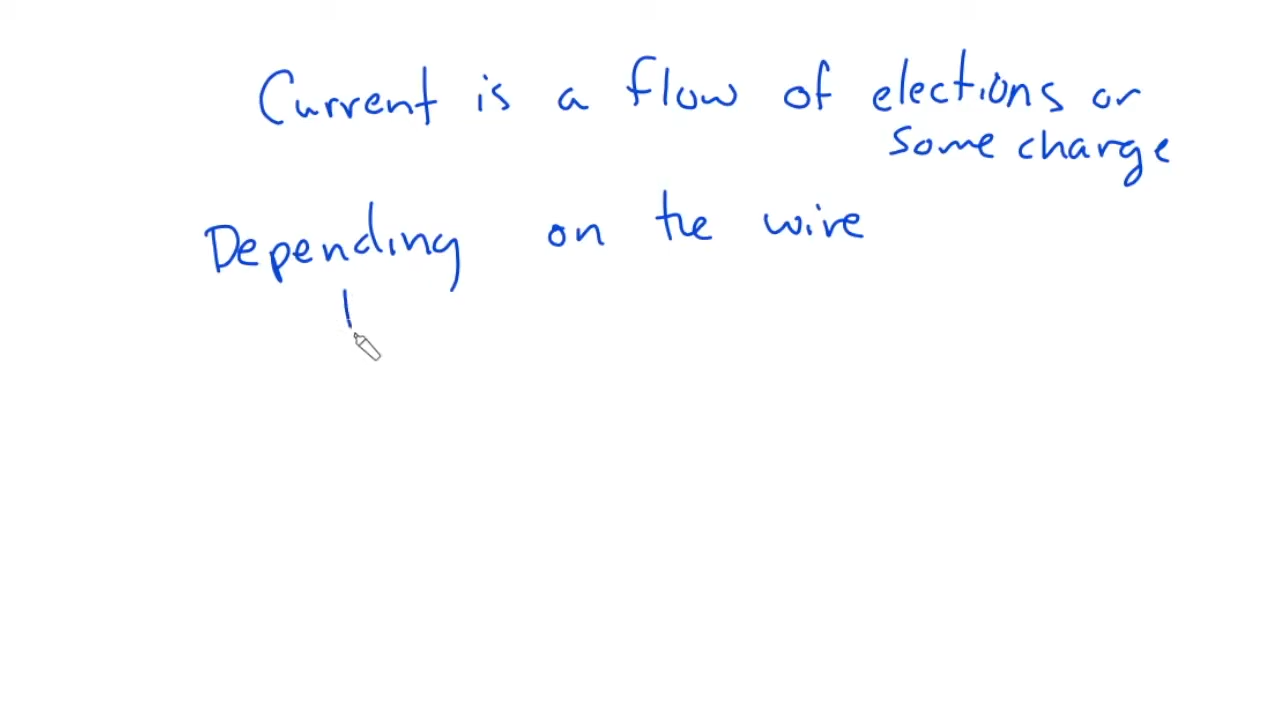 Current is a flow of elections or
some charge
Depending on the wire